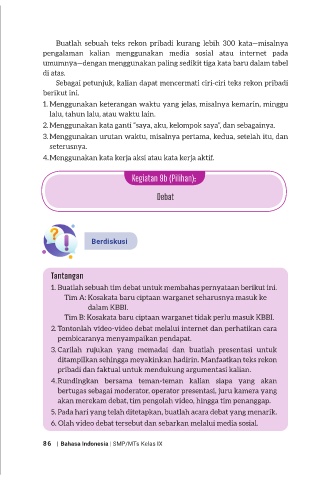 Buatlah sebuah teks rekon pribadi kurang lebih 300 kata—misalnya
pengalaman kalian menggunakan media sosial atau internet pada
umumnya—dengan menggunakan paling sedikit tiga kata baru dalam tabel
di atas.
Sebagai petunjuk, kalian dapat mencermati ciri-ciri teks rekon pribadi
berikut ini.
1. Menggunakan keterangan waktu yang jelas, misalnya kemarin, minggu
lalu, tahun lalu, atau waktu lain.
2. Menggunakan kata ganti "saya, aku, kelompok saya", dan sebagainya.
3. Menggunakan urutan waktu, misalnya pertama, kedua, setelah itu, dan
seterusnya.
4. Menggunakan kata kerja aksi atau kata kerja aktif.
Kegiatan 8b (Pilihan):
Debat
Berdiskusi
Tantangan
1. Buatlah sebuah tim debat untuk membahas pernyataan berikut ini.
Tim A: Kosakata baru ciptaan warganet seharusnya masuk ke
dalam KBBI.
Tim B: Kosakata baru ciptaan warganet tidak perlu masuk KBBI.
2. Tontonlah video-video debat melalui internet dan perhatikan cara
pembicaranya menyampaikan pendapat.
3. Carilah rujukan yang memadai dan buatlah presentasi untuk
ditampilkan sehingga meyakinkan hadirin. Manfaatkan teks rekon
pribadi dan faktual untuk mendukung argumentasi kalian.
4. Rundingkan bersama teman-teman kalian siapa yang akan
bertugas sebagai moderator, operator presentasi, juru kamera yang
akan merekam debat, tim pengolah video, hingga tim penanggap.
5. Pada hari yang telah ditetapkan, buatlah acara debat yang menarik.
6. Olah video debat tersebut dan sebarkan melalui media sosial.
86 | Bahasa Indonesia | SMP/MTs Kelas IX